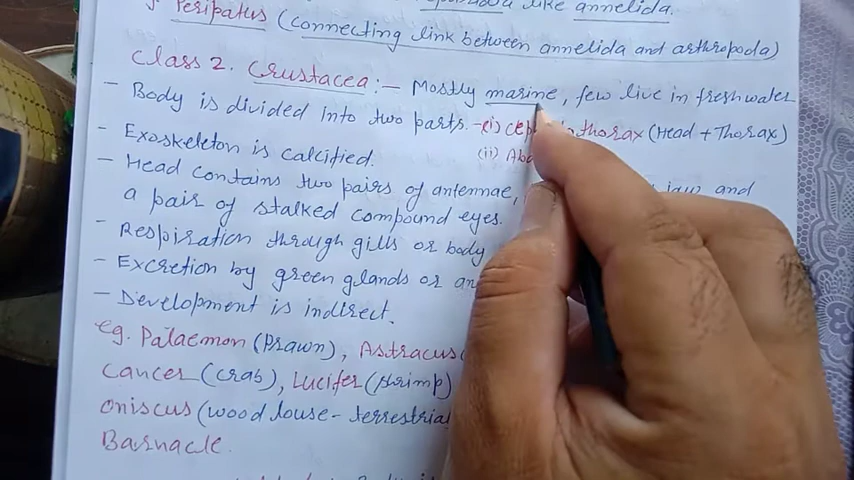 like annelida.
Peripatus (connecting link between annelida and arthropoda)
Class 2. Crustacea:- Mostly marine, few live in freshwater
- Body is divided into two parts. -(i) thorax (Head + Thorax)
(ii)
- Exoskeleton is calcified.
- Head contains two pairs of antennae, jaw and
a pair of stalked compound eyes.
- Respiration through gills or body
- Excretion by green glands or
- Development is indirect.
eg. Palaemon (prawn), Astracus
Cancer (crab), Lucifer (shrimp)
Oniscus (wood louse - terrestrial
Barnacle.